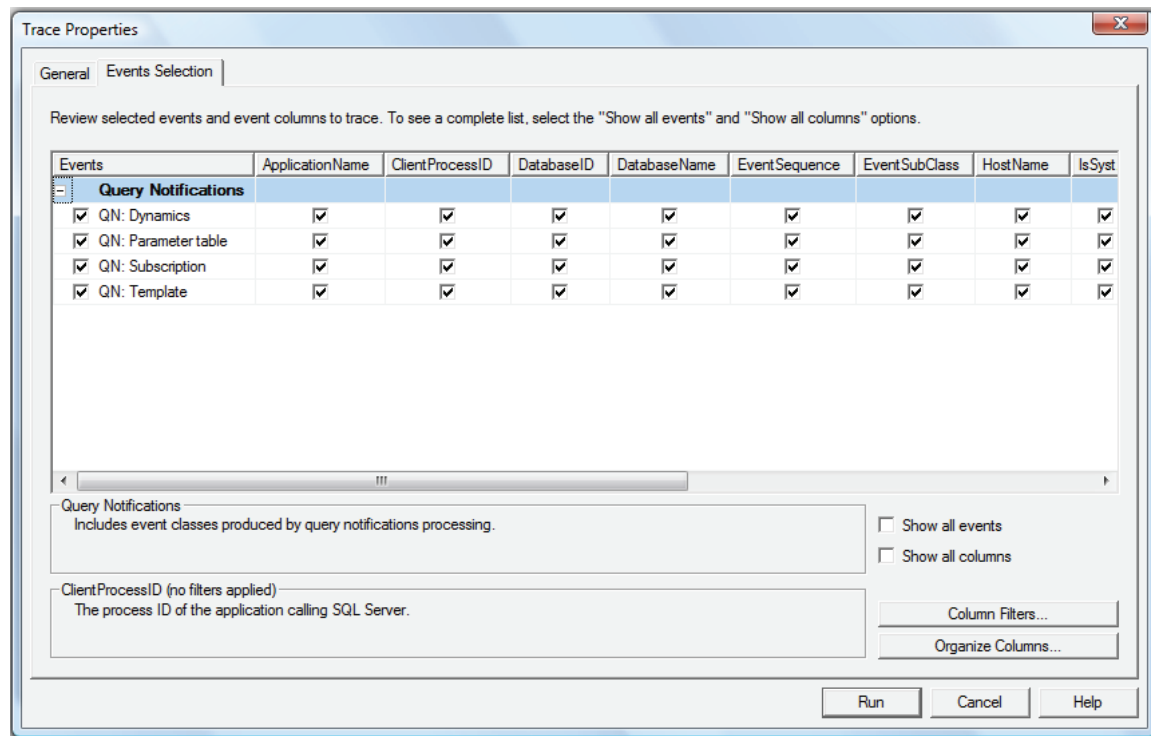 Trace Properties
General Events Selection
Review selected events and event columns to trace. To see a complete list, select the "Show all events" and "Show all columns" options.
Events ApplicationName ClientProcessID DatabaseID DatabaseName EventSequence EventSubClass HostName IsSyst
Query Notifications
QN: Dynamics
QN: Parameter table
QN: Subscription
QN: Template
Query Notifications
Includes event classes produced by query notifications processing.
Show all events
Show all columns
ClientProcessID (no filters applied)
The process ID of the application calling SQL Server.
Column Filters...
Organize Columns...
Run Cancel Help